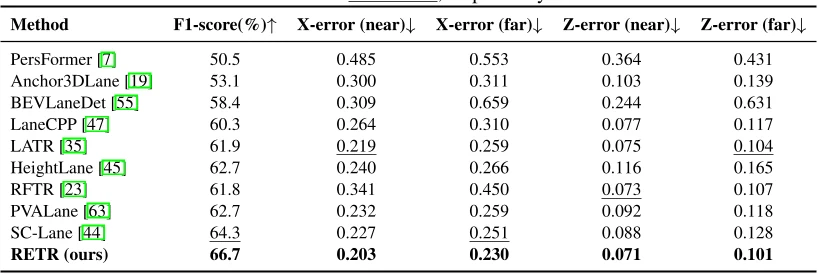 Method F1-score(%)↑ X-error (near)↓ X-error (far)↓ Z-error (near)↓ Z-error (far)↓
PersFormer [7] 50.5 0.485 0.553 0.364 0.431
Anchor3DLane [19] 53.1 0.300 0.311 0.103 0.139
BEVLaneDet [55] 58.4 0.309 0.659 0.244 0.631
LaneCPP [47] 60.3 0.264 0.310 0.077 0.117
LATR [35] 61.9 0.219 0.259 0.075 0.104
HeightLane [45] 62.7 0.240 0.266 0.116 0.165
RFTR [23] 61.8 0.341 0.450 0.073 0.107
PVALane [63] 62.7 0.232 0.259 0.092 0.118
SC-Lane [44] 64.3 0.227 0.251 0.088 0.128
RETR (ours) 66.7 0.203 0.230 0.071 0.101